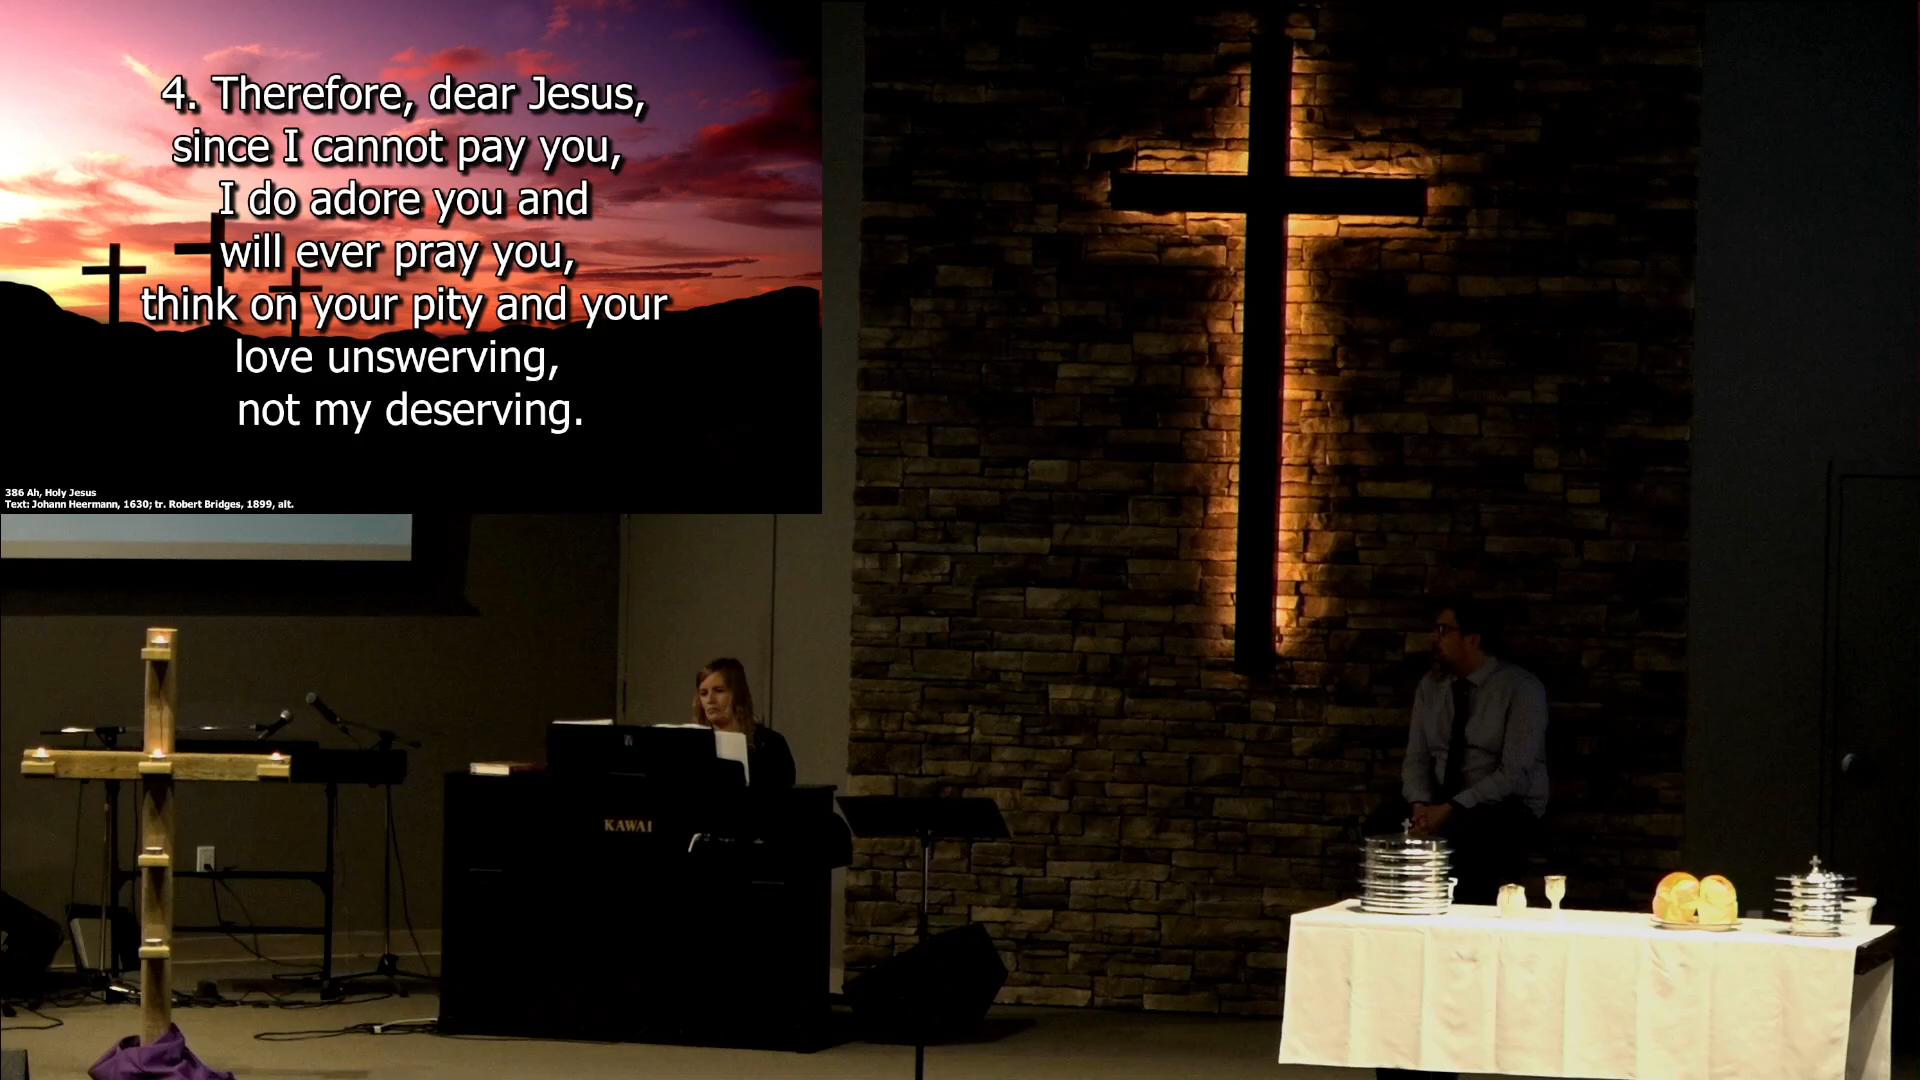 4. Therefore, dear Jesus,
since I cannot pay you,
I do adore you and
will ever pray you,
think on your pity and your
love unswerving,
not my deserving.
386 Ah, Holy Jesus
Text: Johann Heermann, 1630; tr. Robert Bridges, 1899, alt.
KAWAI